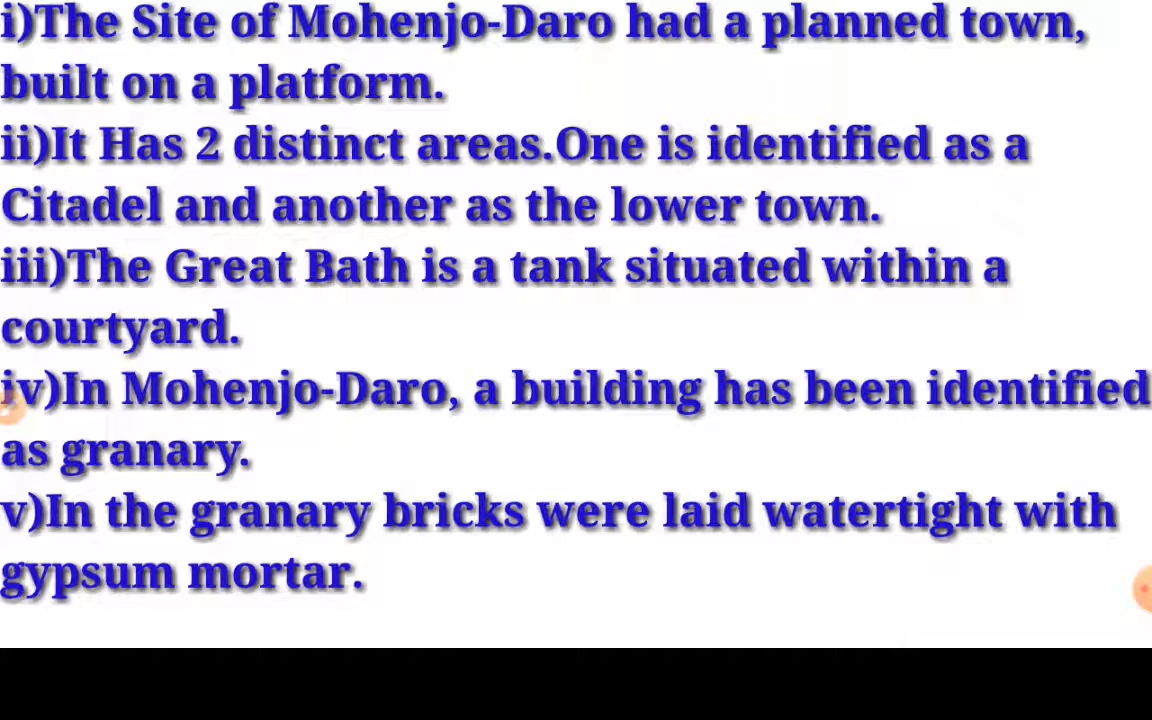 i)The Site of Mohenjo-Daro had a planned town,
built on a platform.
ii)It Has 2 distinct areas.One is identified as a
Citadel and another as the lower town.
iii)The Great Bath is a tank situated within a
courtyard.
iv)In Mohenjo-Daro, a building has been identified
as granary.
v)In the granary bricks were laid watertight with
gypsum mortar.